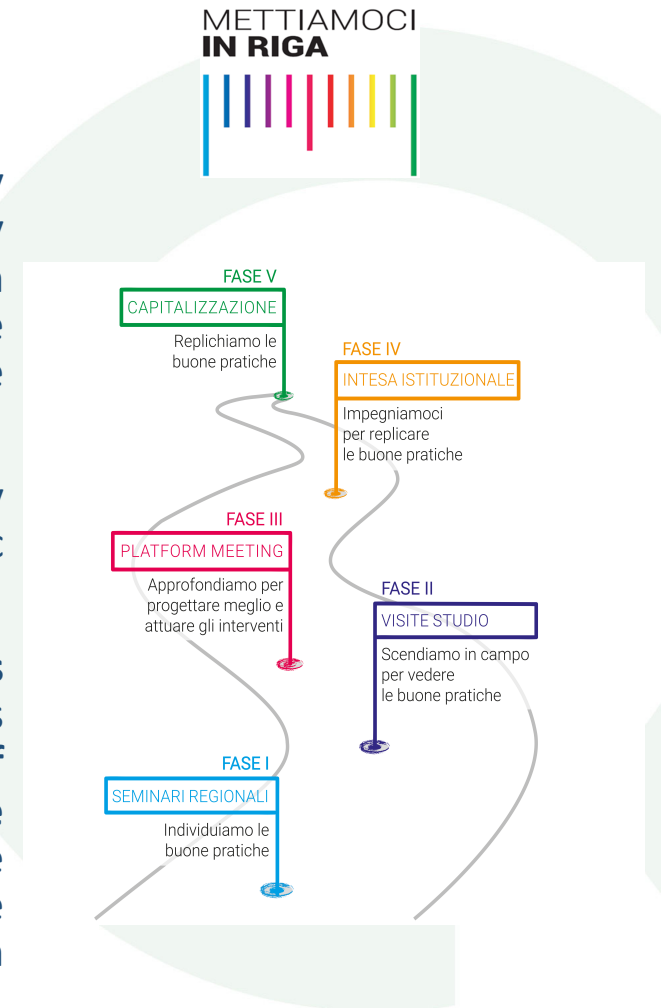 METTIAMOCI
IN RIGA
FASE V
CAPITALIZZAZIONE
Replichiamo le
buone pratiche
FASE IV
INTESA ISTITUZIONALE
Impegniamoci
per replicare
le buone pratiche
FASE III
PLATFORM MEETING
Approfondiamo per
progettare meglio e
attuare gli interventi
FASE II
VISITE STUDIO
Scendiamo in campo
per vedere
le buone pratiche
FASE I
SEMINARI REGIONALI
Individuiamo le
buone pratiche